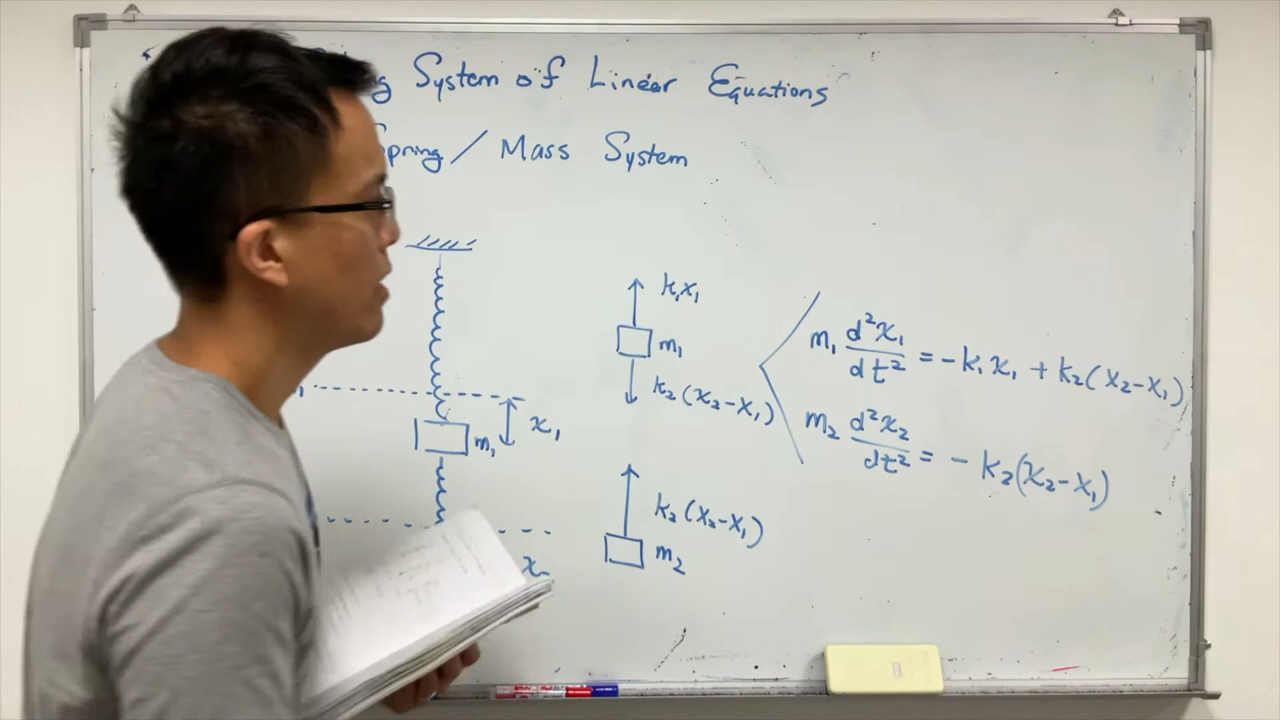 System of Linear Equations
Spring / Mass System
k₁x₁
m₁
k₂(x₂-x₁)
m₁ d²x₁/dt² = -k₁x₁ + k₂(x₂-x₁)
m₂ d²x₂/dt² = -k₂(x₂-x₁)
x₁
m₁
k₂(x₂-x₁)
m₂